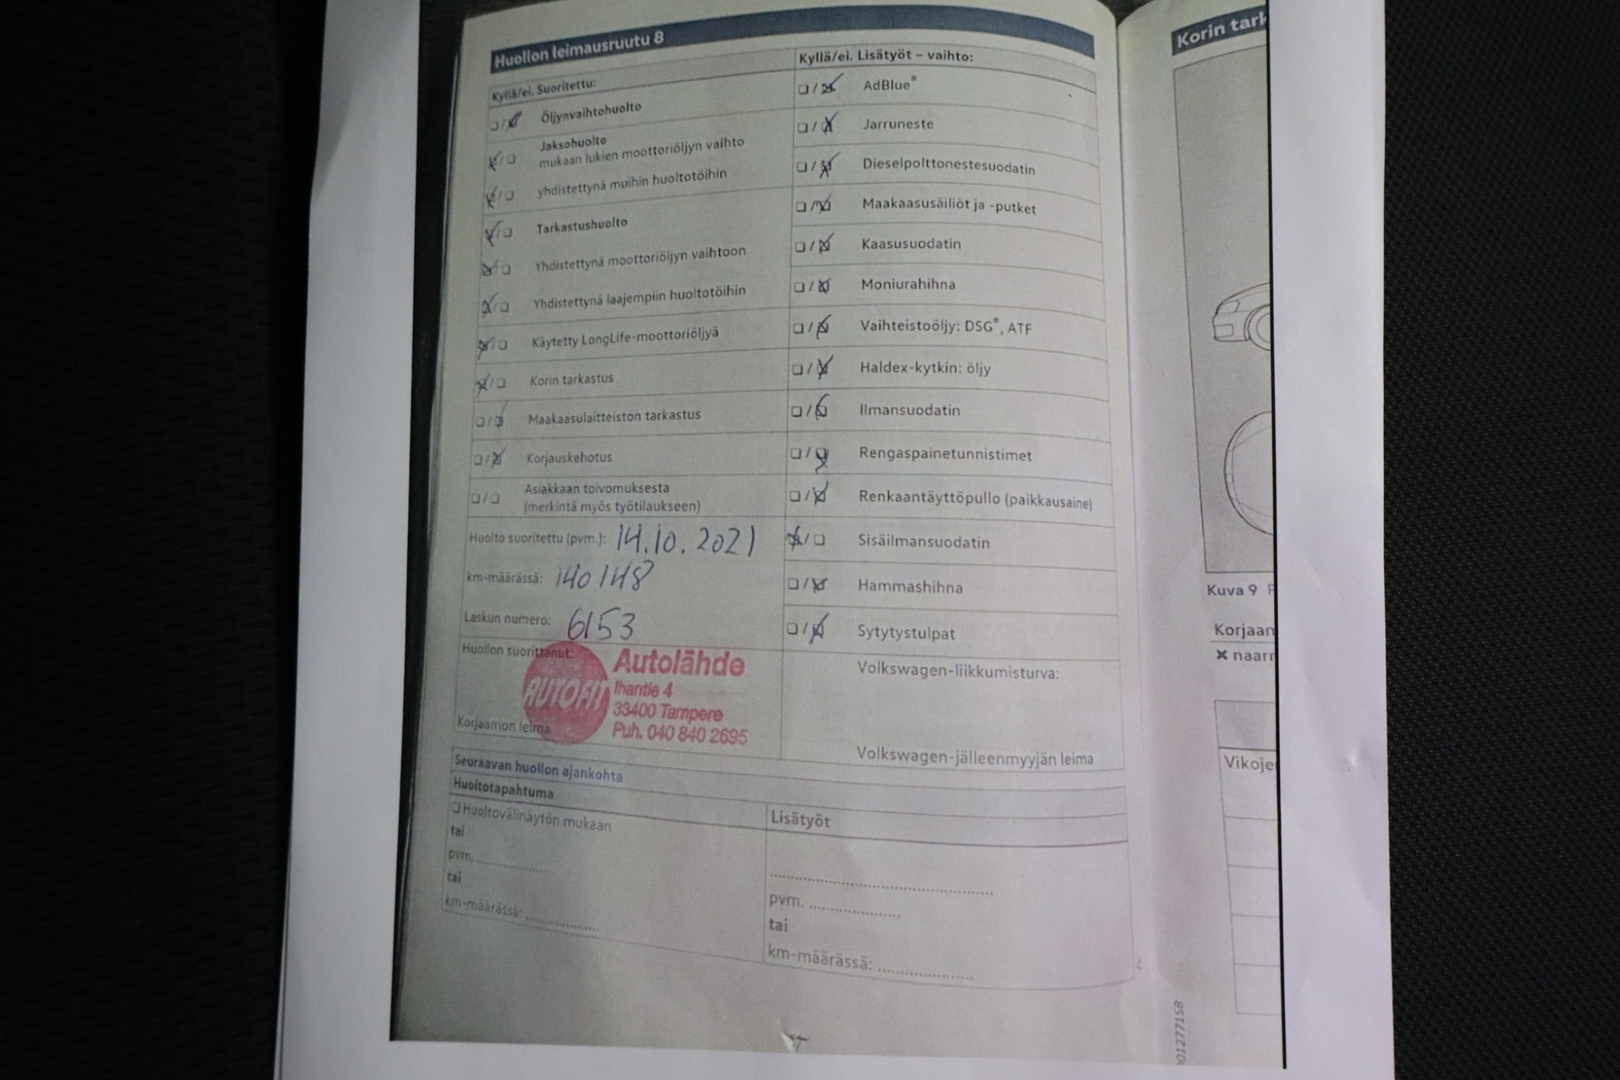 Huollon leimausruutu 8
Kyllä/ei. Suoritettu:
Öljynvaihtohuolto
Jaksohuolto
mukaan lukien moottoriöljyn vaihto
yhdistettynä muihin huoltotöihin
Tarkastushuolto
Yhdistettynä moottoriöljyn vaihtoon
Yhdistettynä laajempiin huoltotöihin
Käytetty LongLife-moottoriöljyä
Korin tarkastus
Maakaasulaitteiston tarkastus
Korjauskehotus
Asiakkaan toivomuksesta
(merkintä myös työtilaukseen)
Huolto suoritettu (pvm.): 14.10.2021
km-määrässä: 140148
Laskun numero: 6153
Huollon suorittanut:
AUTOFIT
Autolähde
Ihantie 4
33400 Tampere
Puh. 040 840 2695
Korjaamon leima
Kyllä/ei. Lisätyöt – vaihto:
AdBlue®
Jarruneste
Dieselpolttonestesuodatin
Maakaasusäiliöt ja -putket
Kaasusuodatin
Moniurahihna
Vaihteistoöljy: DSG®, ATF
Haldex-kytkin: öljy
Ilmansuodatin
Rengaspainetunnistimet
Renkaantäyttöpullo (paikkausaine)
Sisäilmansuodatin
Hammashihna
Sytytystulpat
Volkswagen-liikkumisturva:
Volkswagen-jälleenmyyjän leima
Seuraavan huollon ajankohta
Huoltotapahtuma
Huoltovälinäytön mukaan
tai
pvm.
tai
km-määrässä:
Lisätyöt
pvm.
tai
km-määrässä:
Korin tark
Kuva 9
Korjaan
✖ naarr
Vikoje